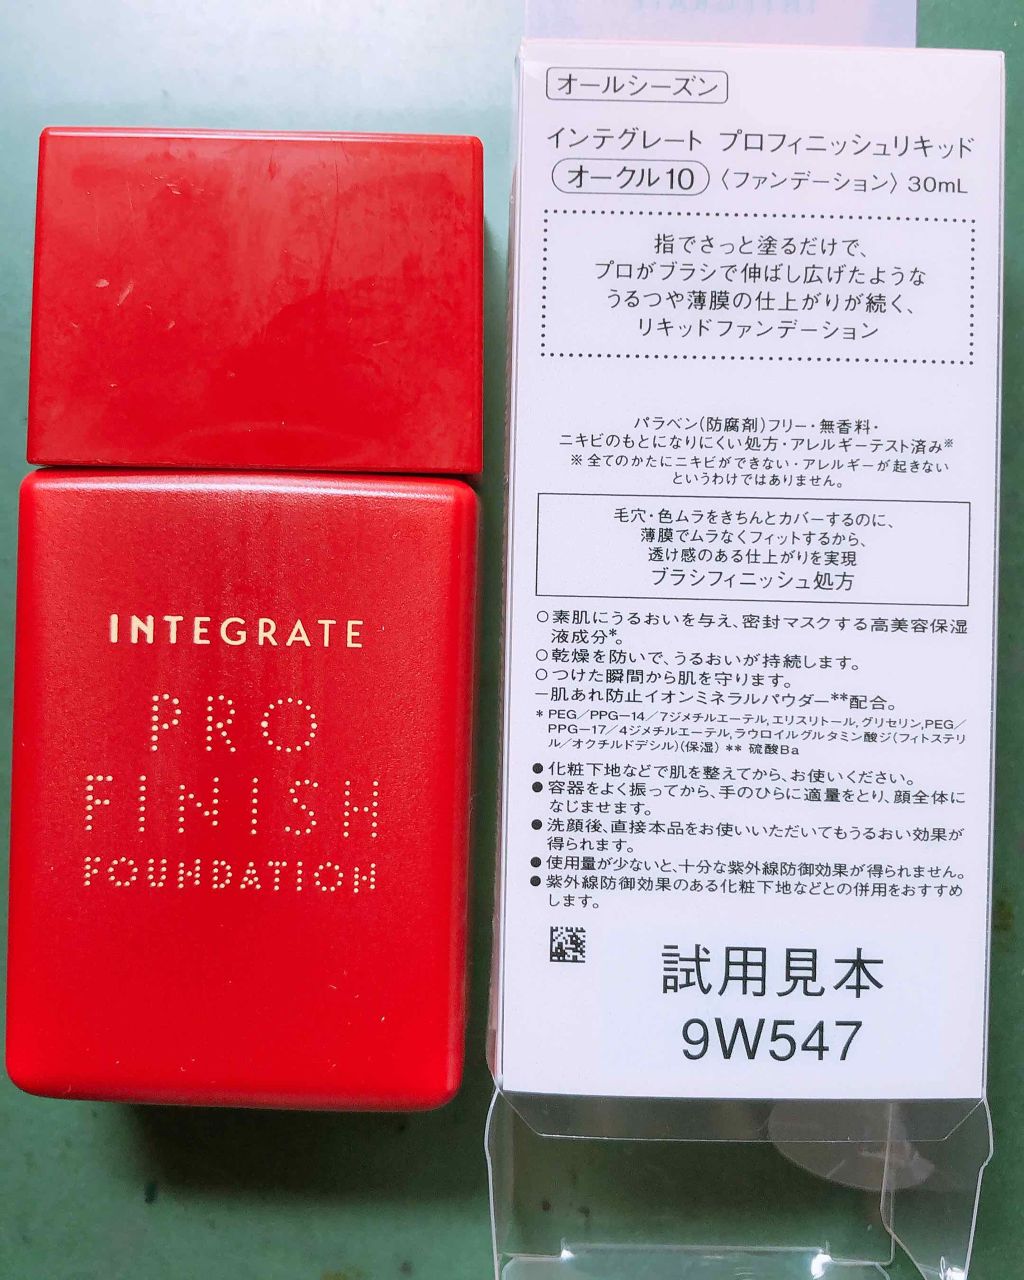 INTEGRATE
PRO
FINISH
FOUNDATION
オールシーズン
インテグレート プロフィニッシュリキッド
オークル10 〈ファンデーション〉 30mL
指でさっと塗るだけで、
プロがブラシで伸ばし広げたような
うるつや薄膜の仕上がりが続く、
リキッドファンデーション
パラベン(防腐剤)フリー・無香料・
ニキビのもとになりにくい処方・アレルギーテスト済み※
※全てのかたにニキビができない・アレルギーが起きない
というわけではありません。
毛穴・色ムラをきちんとカバーするのに、
薄膜でムラなくフィットするから、
透け感のある仕上がりを実現
ブラシフィニッシュ処方
○素肌にうるおいを与え、密封マスクする高美容保湿
液成分*。
○乾燥を防いで、うるおいが持続します。
○つけた瞬間から肌を守ります。
ー肌あれ防止イオンミネラルパウダー**配合。
* PEG/PPG-14/7ジメチルエーテル,エリスリトール,グリセリン,PEG/
PPG-17/4ジメチルエーテル,ラウロイルグルタミン酸ジ(フィトステリ
ル/オクチルドデシル)(保湿) ** 硫酸Ba
●化粧下地などで肌を整えてから、お使いください。
●容器をよく振ってから、手のひらに適量をとり、顔全体に
なじませます。
●洗顔後、直接本品をお使いいただいてもうるおい効果が
得られます。
●使用量が少ないと、十分な紫外線防御効果が得られません。
●紫外線防御効果のある化粧下地などとの併用をおすすめ
します。
試用見本
9W547